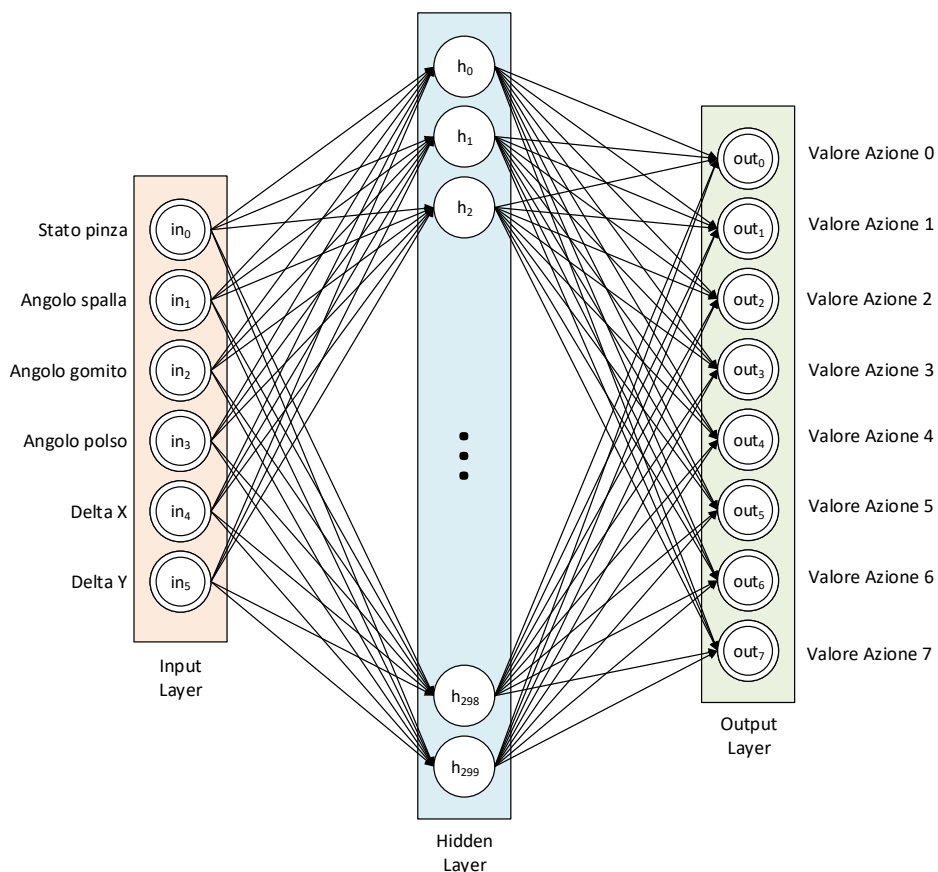 Stato pinza
Angolo spalla
Angolo gomito
Angolo polso
Delta X
Delta Y
in₀
in₁
in₂
in₃
in₄
in₅
Input
Layer
h₀
h₁
h₂
h₂₉₈
h₂₉₉
Hidden
Layer
out₀
out₁
out₂
out₃
out₄
out₅
out₆
out₇
Output
Layer
Valore Azione 0
Valore Azione 1
Valore Azione 2
Valore Azione 3
Valore Azione 4
Valore Azione 5
Valore Azione 6
Valore Azione 7